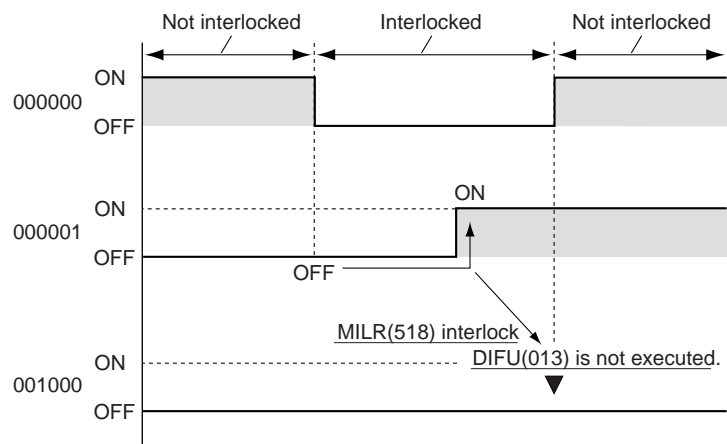 Not interlocked Interlocked Not interlocked
ON
000000
OFF
ON
ON
000001
OFF
OFF
MILR(518) interlock
ON
DIFU(013) is not executed.
001000
OFF